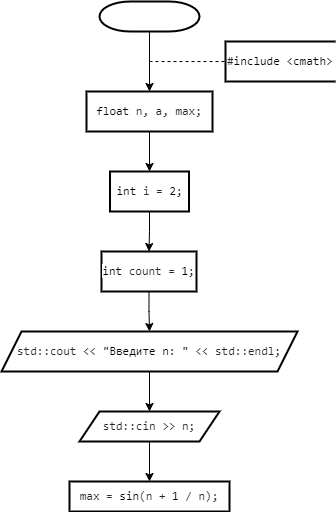 #include <cmath>
float n, a, max;
int i = 2;
int count = 1;
std::cout << "Введите n: " << std::endl;
std::cin >> n;
max = sin(n + 1 / n);